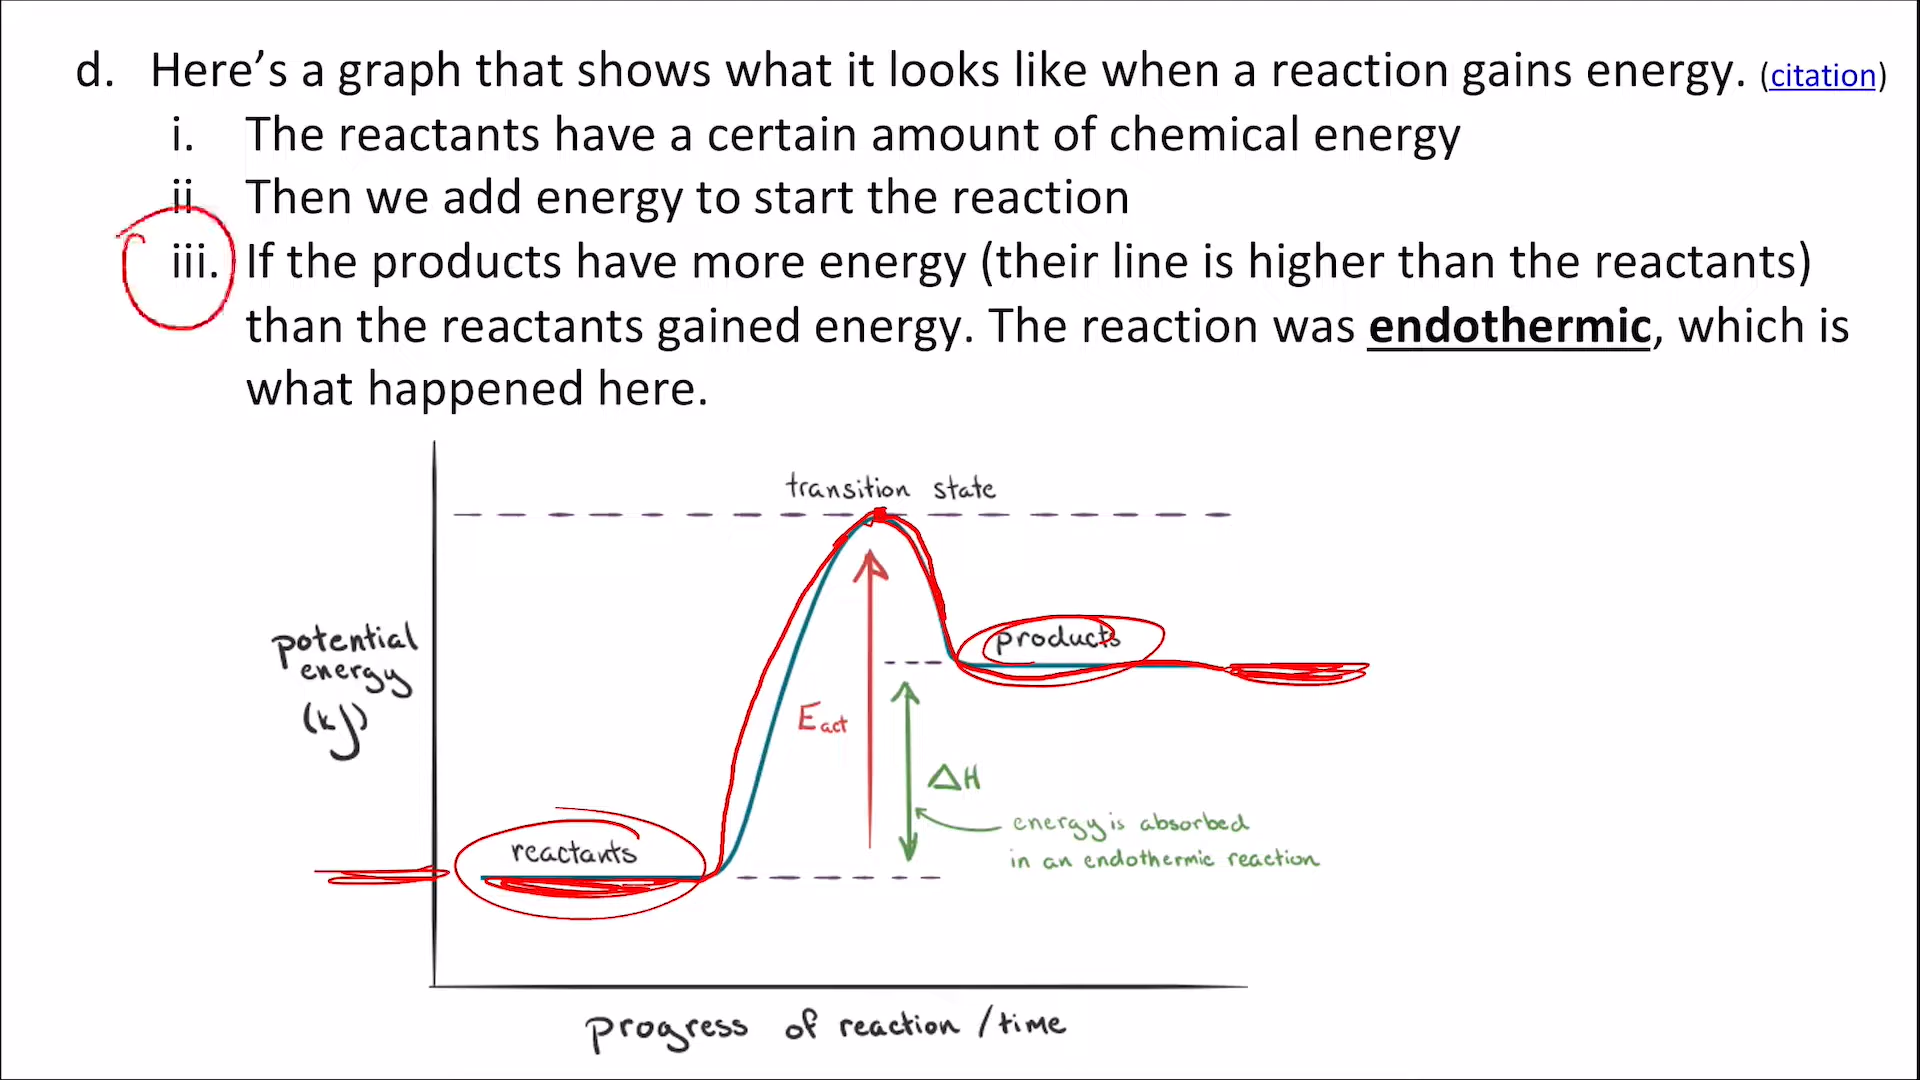 d. Here's a graph that shows what it looks like when a reaction gains energy. (citation)
i. The reactants have a certain amount of chemical energy
ii Then we add energy to start the reaction
iii. If the products have more energy (their line is higher than the reactants)
than the reactants gained energy. The reaction was endothermic, which is
what happened here.
transition state
potential
energy
(kJ)
products
Eact
ΔH
energy is absorbed
in an endothermic reaction
reactants
progress of reaction / time